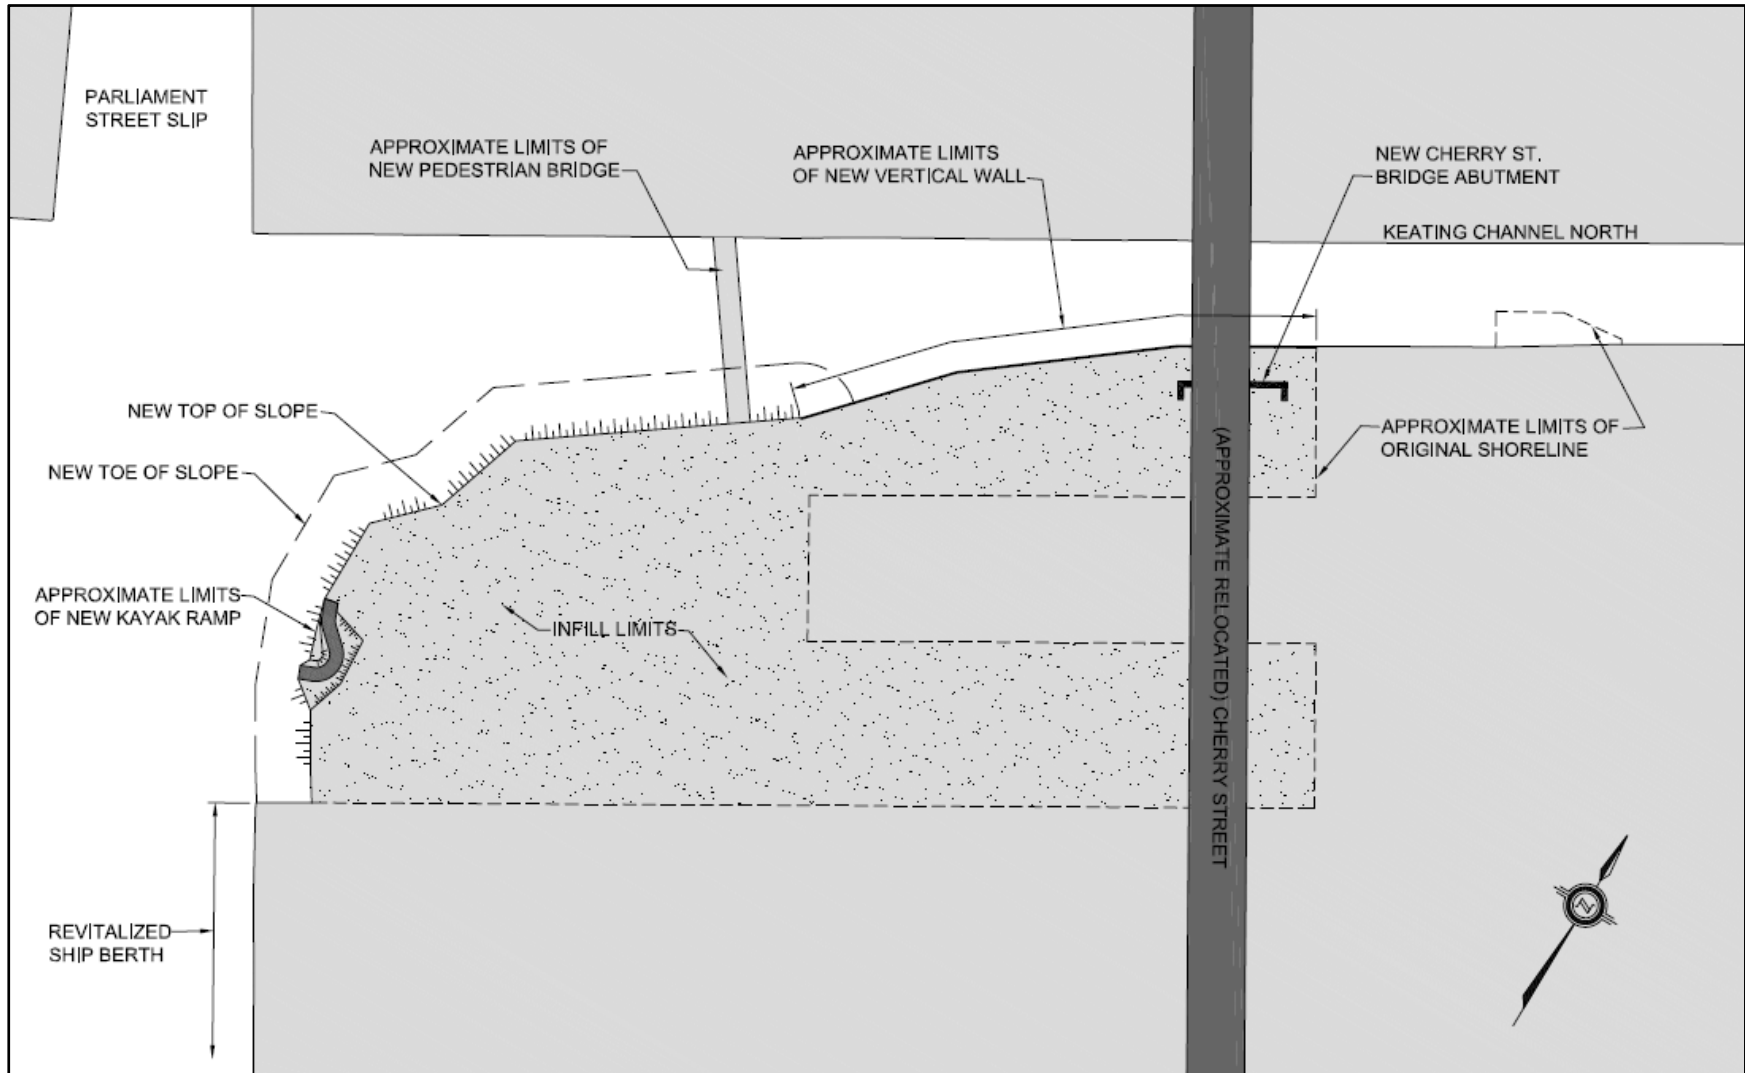 PARLIAMENT
STREET SLIP
APPROXIMATE LIMITS OF
NEW PEDESTRIAN BRIDGE
APPROXIMATE LIMITS
OF NEW VERTICAL WALL
NEW CHERRY ST.
BRIDGE ABUTMENT
KEATING CHANNEL NORTH
NEW TOP OF SLOPE
NEW TOE OF SLOPE
APPROXIMATE LIMITS OF
ORIGINAL SHORELINE
APPROXIMATE LIMITS
OF NEW KAYAK RAMP
INFILL LIMITS
(APPROXIMATE RELOCATED) CHERRY STREET
REVITALIZED
SHIP BERTH
N